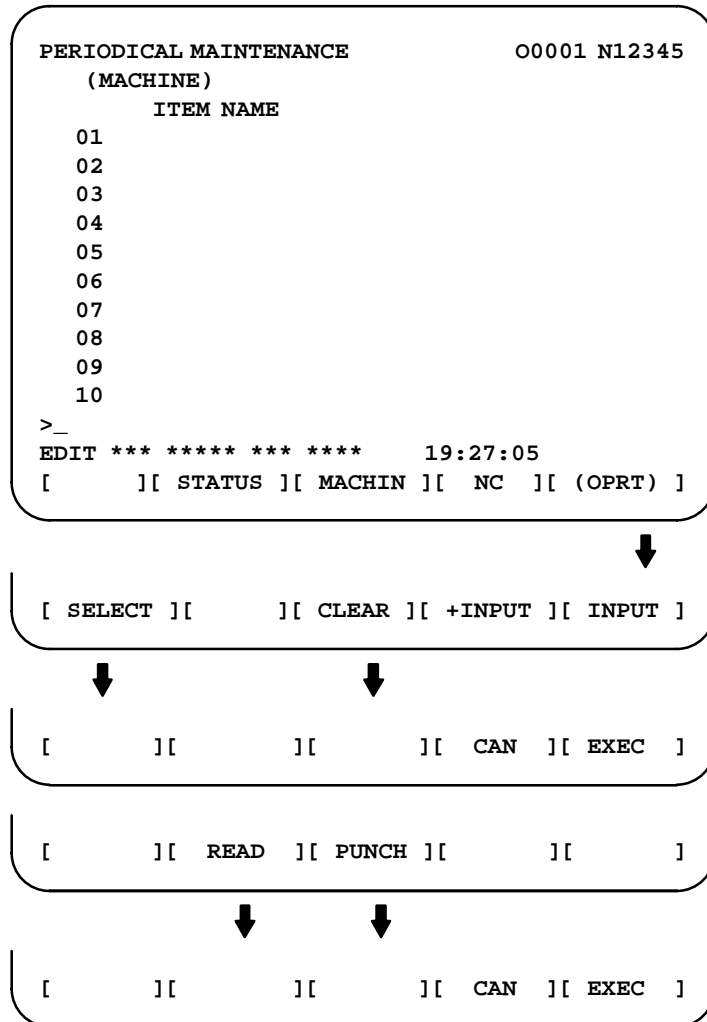 PERIODICAL MAINTENANCE O0001 N12345
(MACHINE)
ITEM NAME
01
02
03
04
05
06
07
08
09
10
>_
EDIT *** ***** *** **** 19:27:05
[ ][ STATUS ][ MACHIN ][ NC ][ (OPRT) ]
[ SELECT ][ ][ CLEAR ][ +INPUT ][ INPUT ]
[ ][ ][ ][ CAN ][ EXEC ]
[ ][ READ ][ PUNCH ][ ][ ]
[ ][ ][ ][ CAN ][ EXEC ]